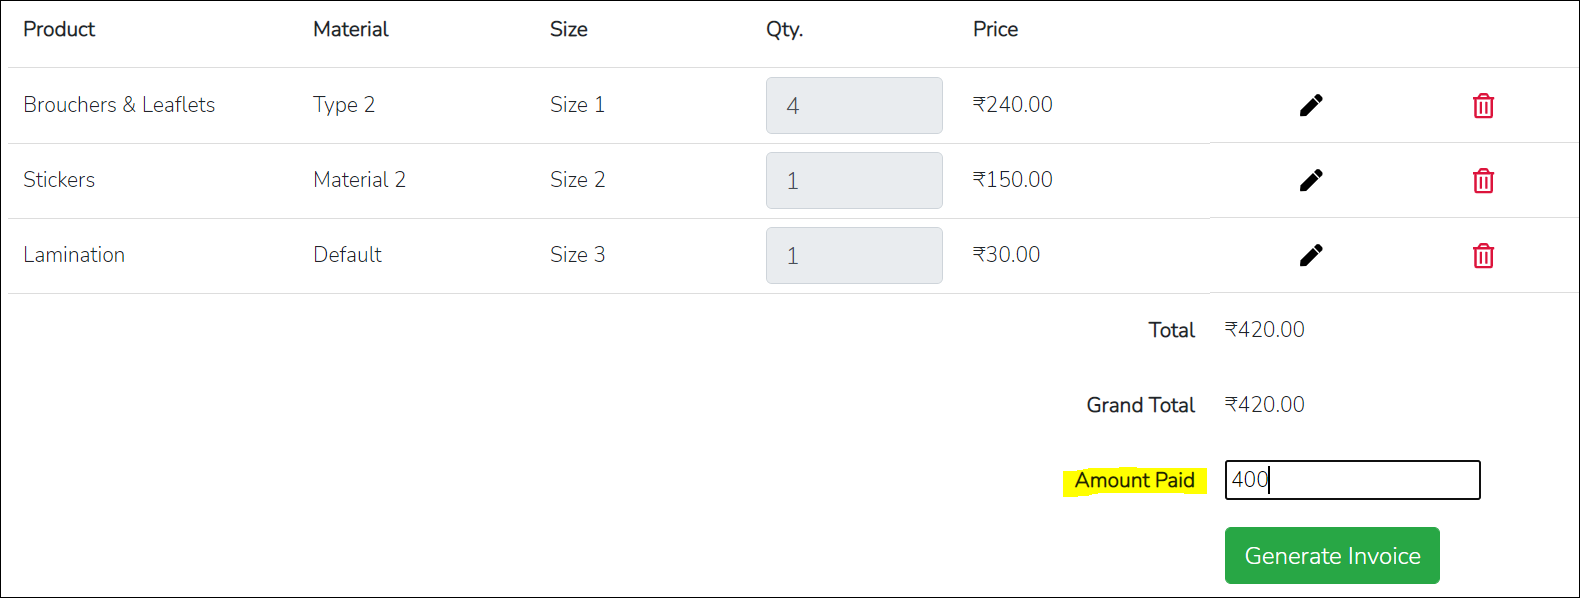 Product Material Size Qty. Price
Brouchers & Leaflets Type 2 Size 1 4 ₹240.00
Stickers Material 2 Size 2 1 ₹150.00
Lamination Default Size 3 1 ₹30.00
Total ₹420.00
Grand Total ₹420.00
Amount Paid 400
Generate Invoice